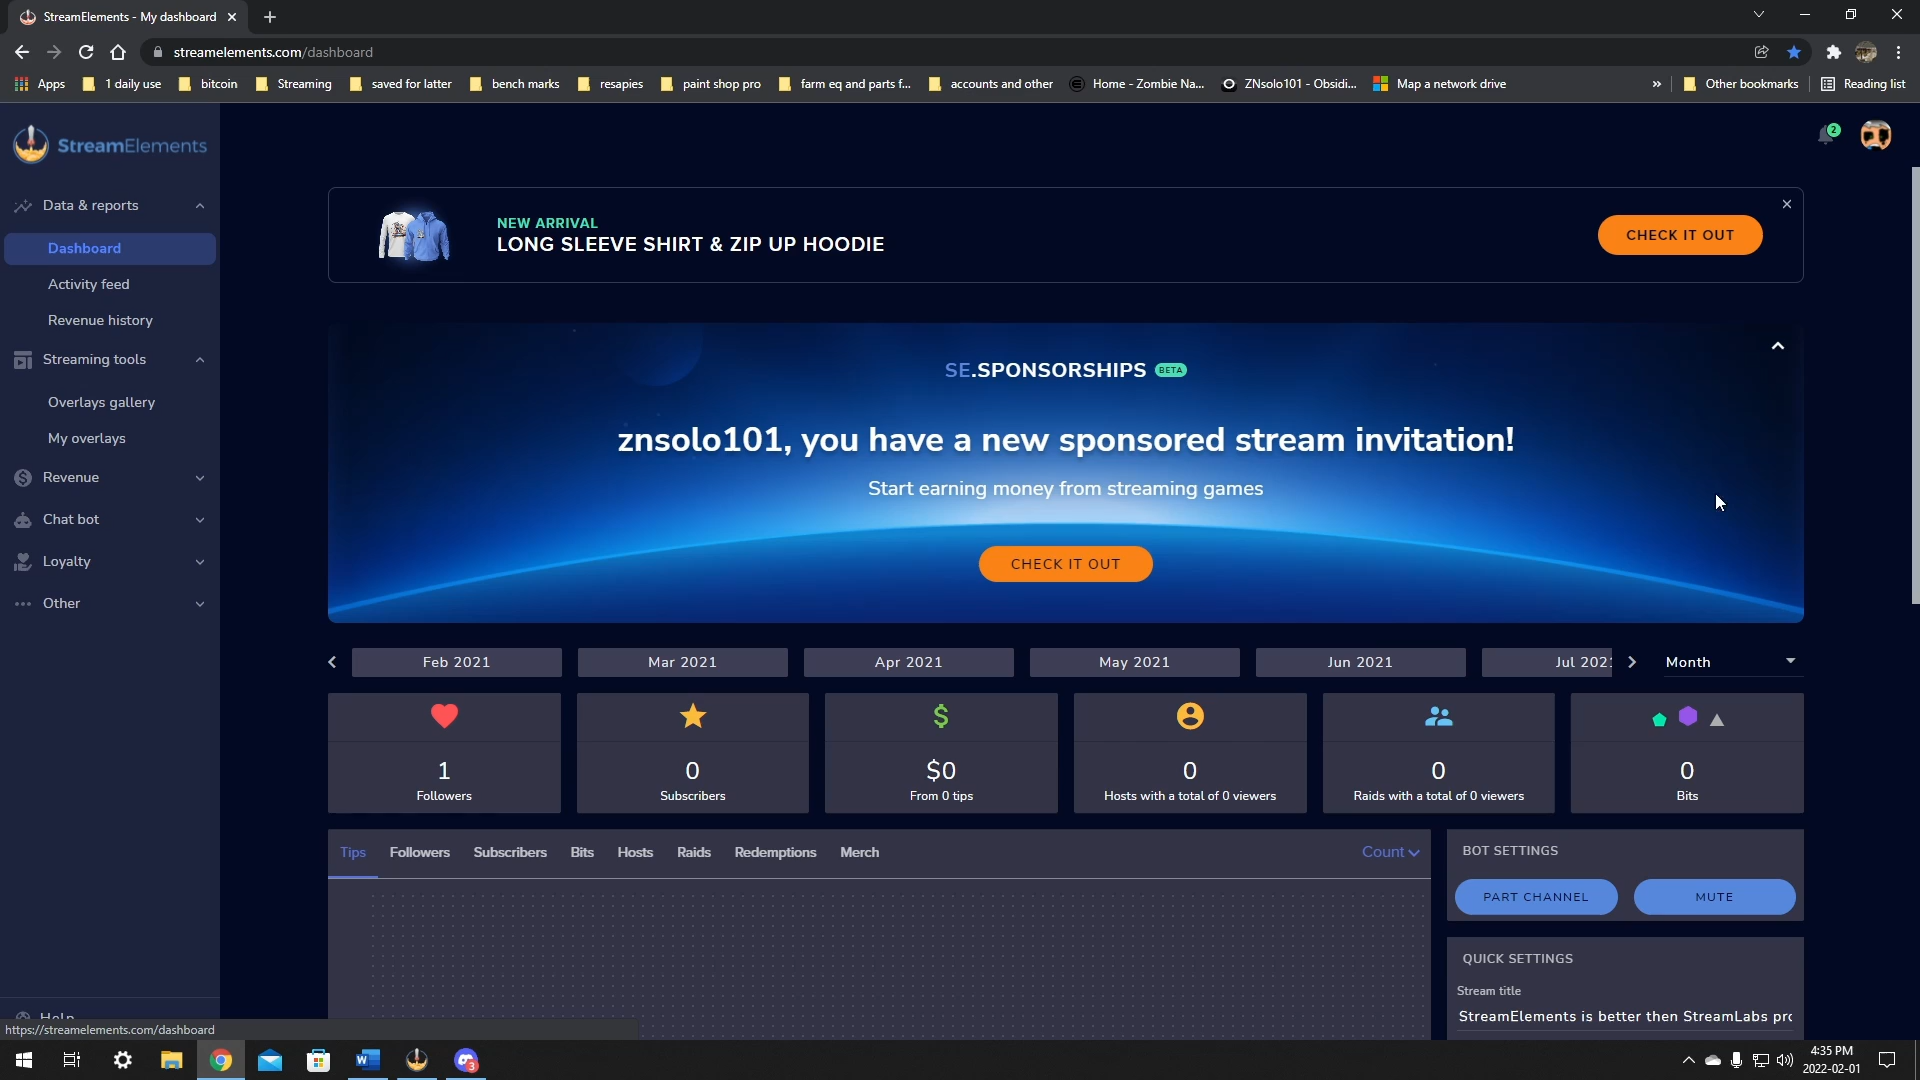 StreamElements - My dashboard
streamelements.com/dashboard
Apps
1 daily use
bitcoin
Streaming
saved for latter
bench marks
resapies
paint shop pro
farm eq and parts f...
accounts and other
Home - Zombie Na...
ZNsolo101 - Obsidi...
Map a network drive
»
Other bookmarks
Reading list
StreamElements
2
Data & reports
Dashboard
Activity feed
Revenue history
Streaming tools
Overlays gallery
My overlays
Revenue
Chat bot
Loyalty
Other
NEW ARRIVAL
LONG SLEEVE SHIRT & ZIP UP HOODIE
CHECK IT OUT
SE.SPONSORSHIPS BETA
znsolo101, you have a new sponsored stream invitation!
Start earning money from streaming games
CHECK IT OUT
Feb 2021
Mar 2021
Apr 2021
May 2021
Jun 2021
Jul 2021
Month
1
Followers
0
Subscribers
$0
From 0 tips
0
Hosts with a total of 0 viewers
0
Raids with a total of 0 viewers
0
Bits
Tips
Followers
Subscribers
Bits
Hosts
Raids
Redemptions
Merch
Count
BOT SETTINGS
PART CHANNEL
MUTE
QUICK SETTINGS
Stream title
StreamElements is better then StreamLabs pro
Help
https://streamelements.com/dashboard
3
4:35 PM
2022-02-01